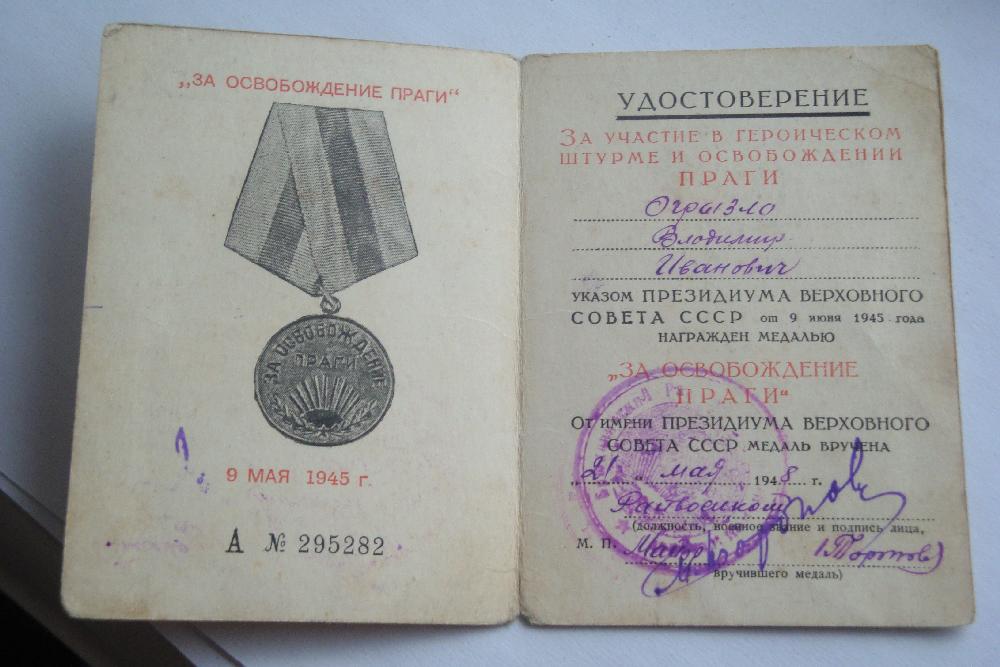 „ЗА ОСВОБОЖДЕНИЕ ПРАГИ“
ЗА ОСВОБОЖДЕНИЕ
ПРАГИ
9 МАЯ 1945 г.
А № 295282
УДОСТОВЕРЕНИЕ
ЗА УЧАСТИЕ В ГЕРОИЧЕСКОМ
ШТУРМЕ И ОСВОБОЖДЕНИИ
ПРАГИ
Огрызло
Владимир
Иванович
УКАЗОМ ПРЕЗИДИУМА ВЕРХОВНОГО
СОВЕТА СССР от 9 июня 1945 года
НАГРАЖДЕН МЕДАЛЬЮ
„ЗА ОСВОБОЖДЕНИЕ
ПРАГИ“
От имени ПРЕЗИДИУМА ВЕРХОВНОГО
СОВЕТА СССР МЕДАЛЬ ВРУЧЕНА
„21“ мая 1948 г.
Райвоенком
(должность, военное звание и подпись лица,
М. П. Майор
вручившего медаль)